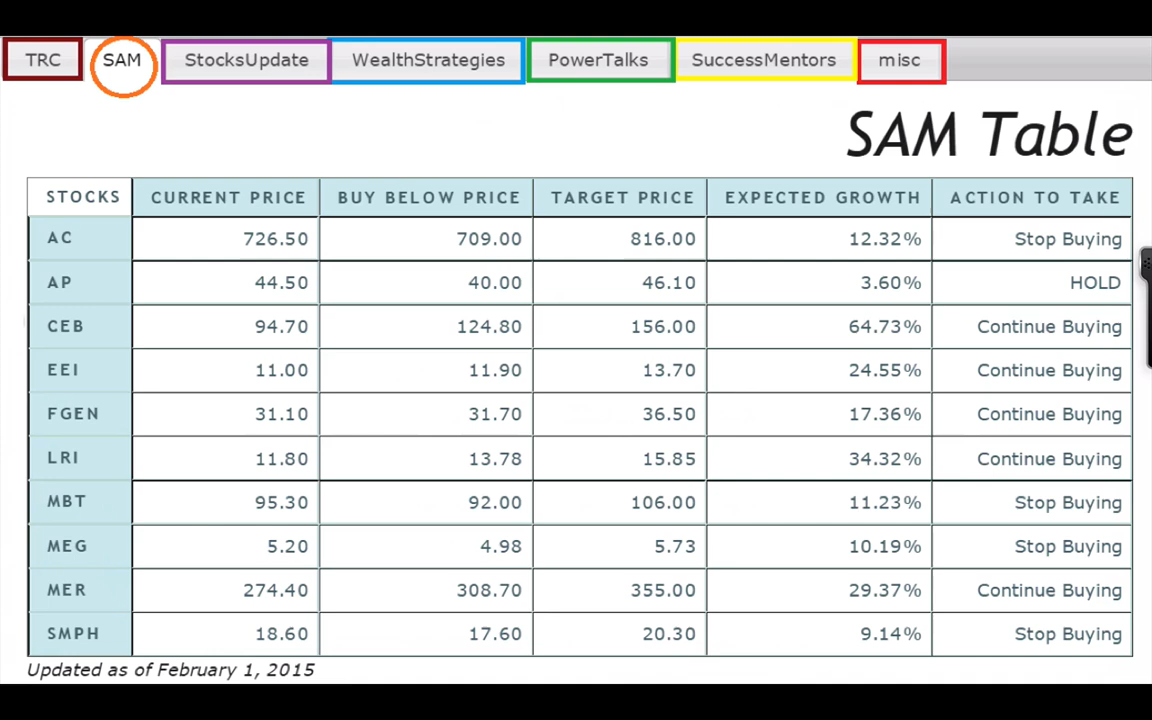 TRC SAM StocksUpdate WealthStrategies PowerTalks SuccessMentors misc
SAM Table
STOCKS CURRENT PRICE BUY BELOW PRICE TARGET PRICE EXPECTED GROWTH ACTION TO TAKE
AC 726.50 709.00 816.00 12.32% Stop Buying
AP 44.50 40.00 46.10 3.60% HOLD
CEB 94.70 124.80 156.00 64.73% Continue Buying
EEI 11.00 11.90 13.70 24.55% Continue Buying
FGEN 31.10 31.70 36.50 17.36% Continue Buying
LRI 11.80 13.78 15.85 34.32% Continue Buying
MBT 95.30 92.00 106.00 11.23% Stop Buying
MEG 5.20 4.98 5.73 10.19% Stop Buying
MER 274.40 308.70 355.00 29.37% Continue Buying
SMPH 18.60 17.60 20.30 9.14% Stop Buying
Updated as of February 1, 2015